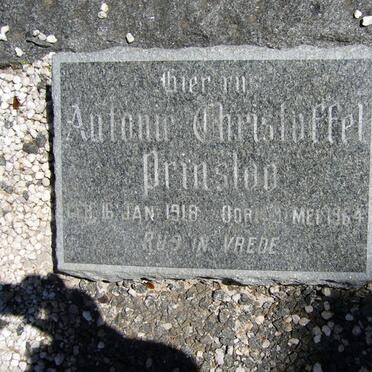 Hier rus
Antonie Christoffel
Prinsloo
GEB. 16 JAN. 1918 OORL. MEI 1964
RUS IN VREDE